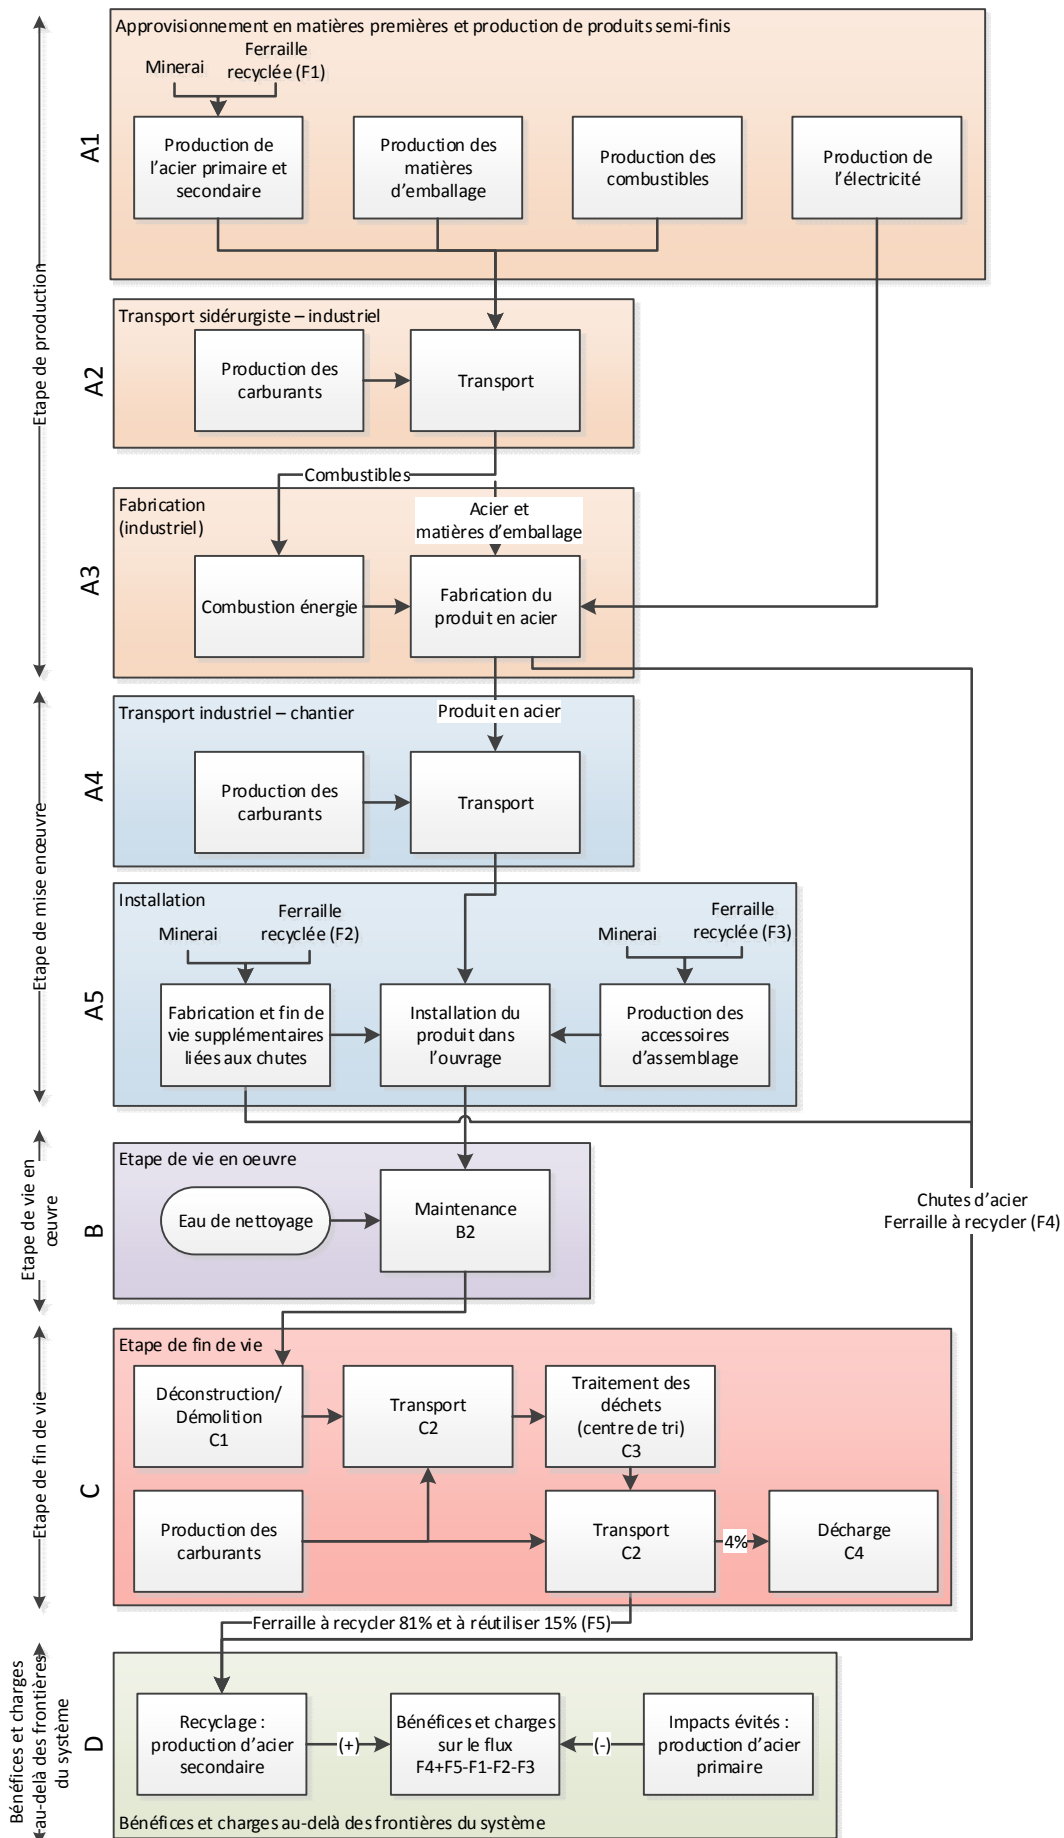 Approvisionnement en matières premières et production de produits semi-finis
Minerai
Ferraille
recyclée (F1)
A1
Production de
l’acier primaire et
secondaire
Production des
matières
d’emballage
Production des
combustibles
Production de
l’électricité
Etape de production
Transport sidérurgiste – industriel
A2
Production des
carburants
Transport
Combustibles
Fabrication
(industriel)
Acier et
matières d’emballage
A3
Combustion énergie
Fabrication du
produit en acier
Transport industriel – chantier
Produit en acier
A4
Production des
carburants
Transport
Etape de mise enœuvre
Installation
Minerai
Ferraille
recyclée (F2)
Minerai
Ferraille
recyclée (F3)
A5
Fabrication et fin de
vie supplémentaires
liées aux chutes
Installation du
produit dans
l’ouvrage
Production des
accessoires
d’assemblage
Etape de vie en
œuvre
Etape de vie en oeuvre
B
Eau de nettoyage
Maintenance
B2
Chutes d’acier
Ferraille à recycler (F4)
Etape de fin de vie
Etape de fin de vie
C
Déconstruction/
Démolition
C1
Transport
C2
Traitement des
déchets
(centre de tri)
C3
Production des
carburants
Transport
C2
4%
Décharge
C4
Ferraille à recycler 81% et à réutiliser 15% (F5)
Bénéfices et charges
au-delà des frontières
du système
D
Recyclage :
production d’acier
secondaire
(+)
Bénéfices et charges
sur le flux
F4+F5-F1-F2-F3
(-)
Impacts évités :
production d’acier
primaire
Bénéfices et charges au-delà des frontières du système